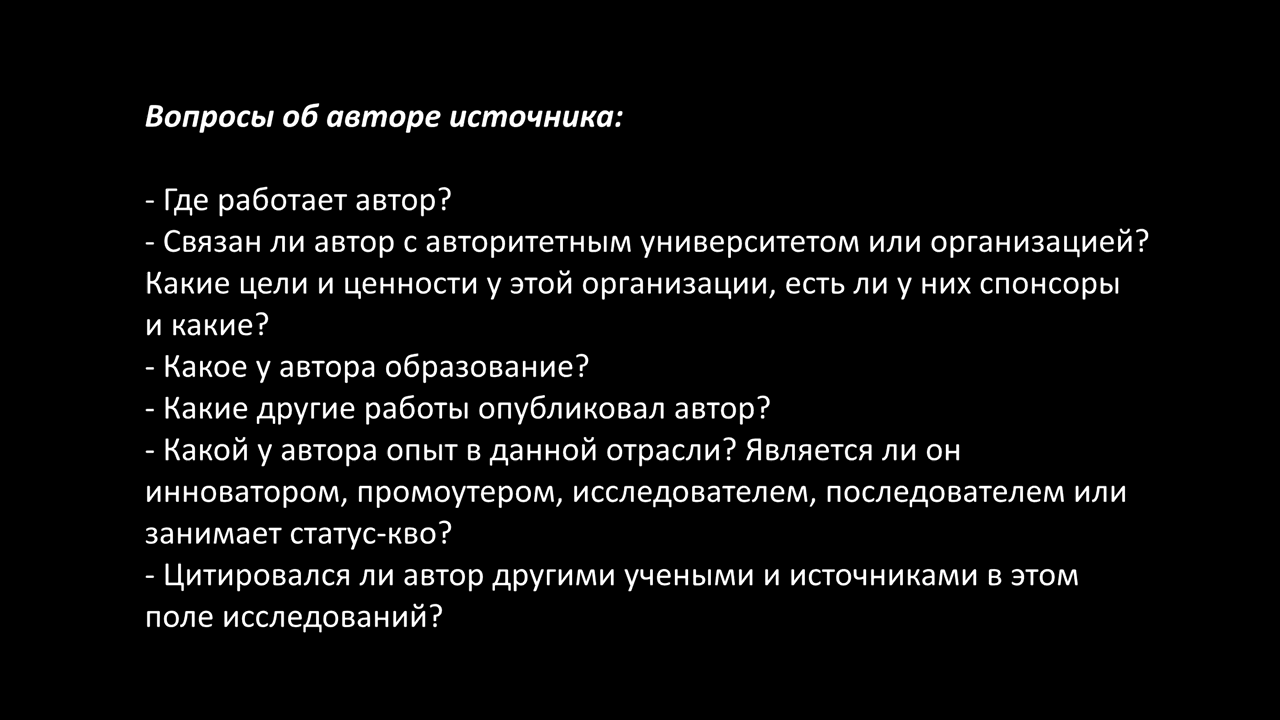 Вопросы об авторе источника:
- Где работает автор?
- Связан ли автор с авторитетным университетом или организацией?
Какие цели и ценности у этой организации, есть ли у них спонсоры
и какие?
- Какое у автора образование?
- Какие другие работы опубликовал автор?
- Какой у автора опыт в данной отрасли? Является ли он
инноватором, промоутером, исследователем, последователем или
занимает статус-кво?
- Цитировался ли автор другими учеными и источниками в этом
поле исследований?